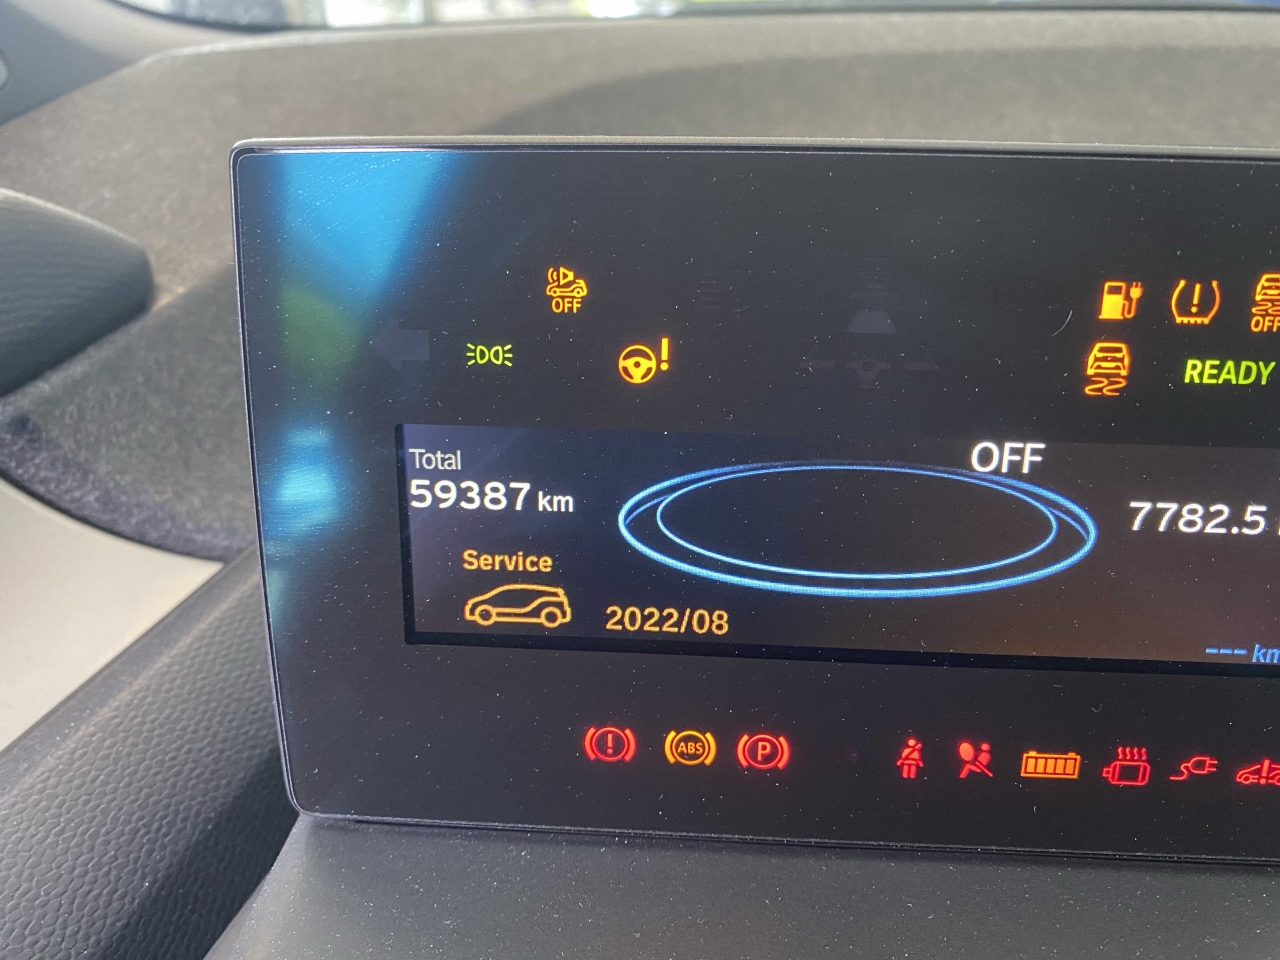 OFF
OFF
READY
Total
59387 km
OFF
7782.5
Service
2022/08
--- km
ABS
P